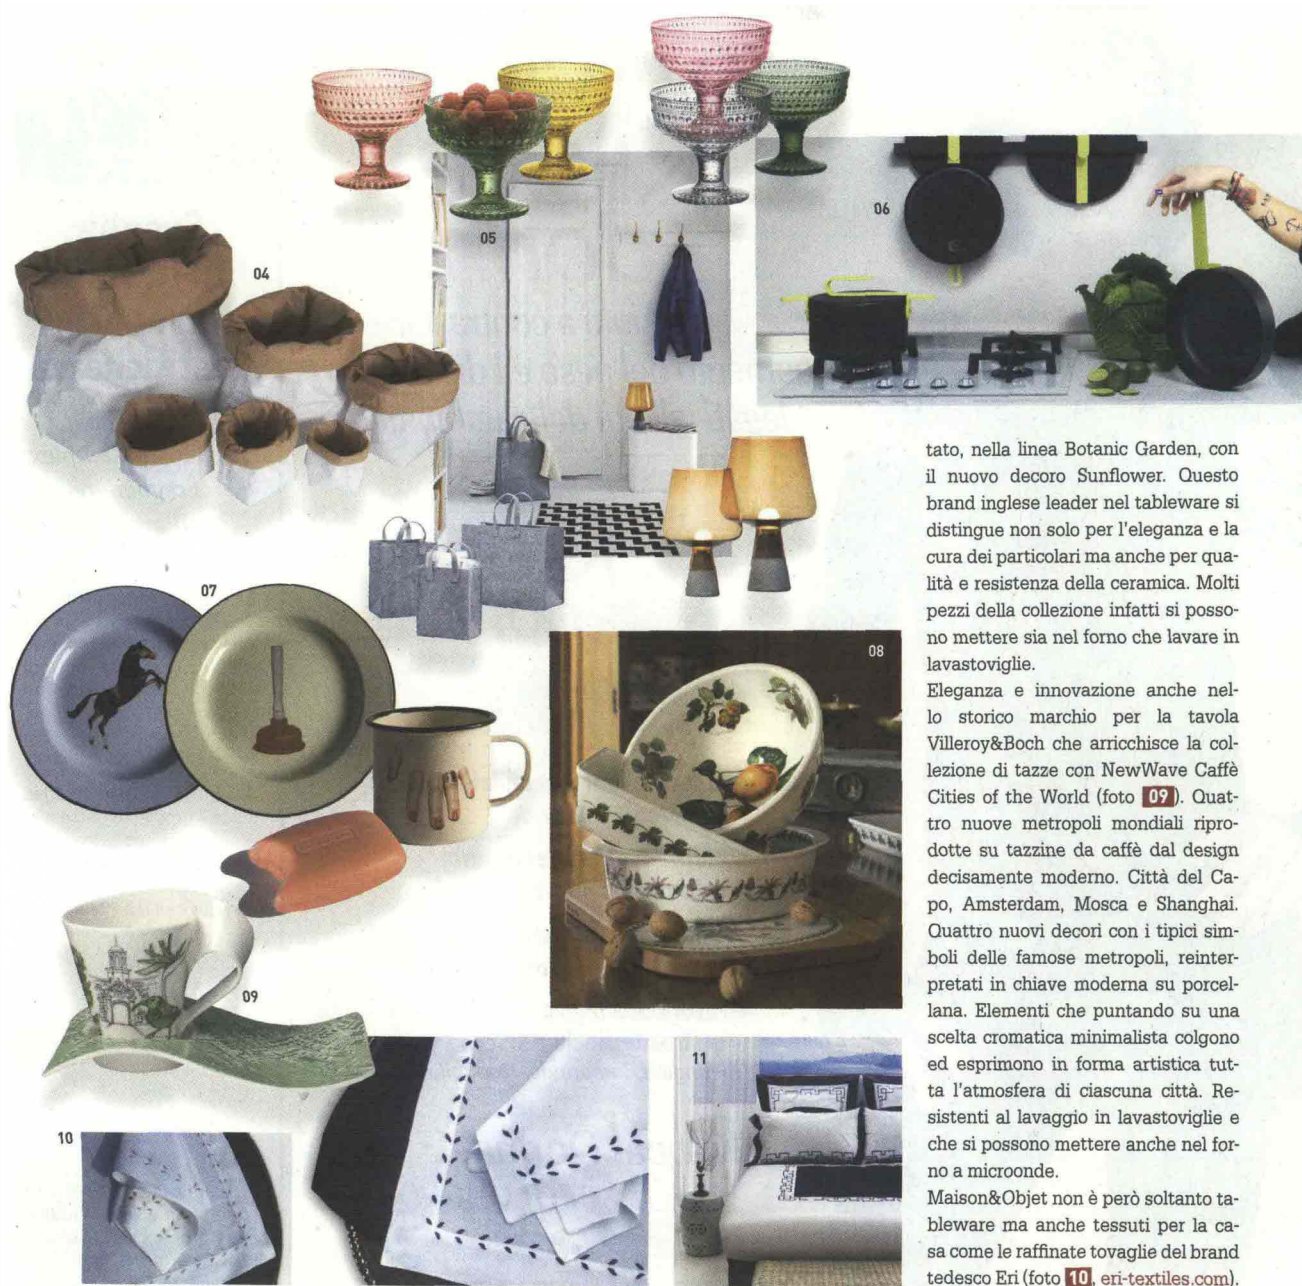 04
05
06
07
08
09
10
11
tato, nella linea Botanic Garden, con
il nuovo decoro Sunflower. Questo
brand inglese leader nel tableware si
distingue non solo per l'eleganza e la
cura dei particolari ma anche per qua-
lità e resistenza della ceramica. Molti
pezzi della collezione infatti si posso-
no mettere sia nel forno che lavare in
lavastoviglie.
Eleganza e innovazione anche nel-
lo storico marchio per la tavola
Villeroy&Boch che arricchisce la col-
lezione di tazze con NewWave Caffè
Cities of the World (foto 09). Quat-
tro nuove metropoli mondiali ripro-
dotte su tazzine da caffè dal design
decisamente moderno. Città del Ca-
po, Amsterdam, Mosca e Shanghai.
Quattro nuovi decori con i tipici sim-
boli delle famose metropoli, reinter-
pretati in chiave moderna su porcel-
lana. Elementi che puntando su una
scelta cromatica minimalista colgono
ed esprimono in forma artistica tut-
ta l'atmosfera di ciascuna città. Re-
sistenti al lavaggio in lavastoviglie e
che si possono mettere anche nel for-
no a microonde.
Maison&Objet non è però soltanto ta-
bleware ma anche tessuti per la ca-
sa come le raffinate tovaglie del brand
tedesco Eri (foto 10, eri-textiles.com).